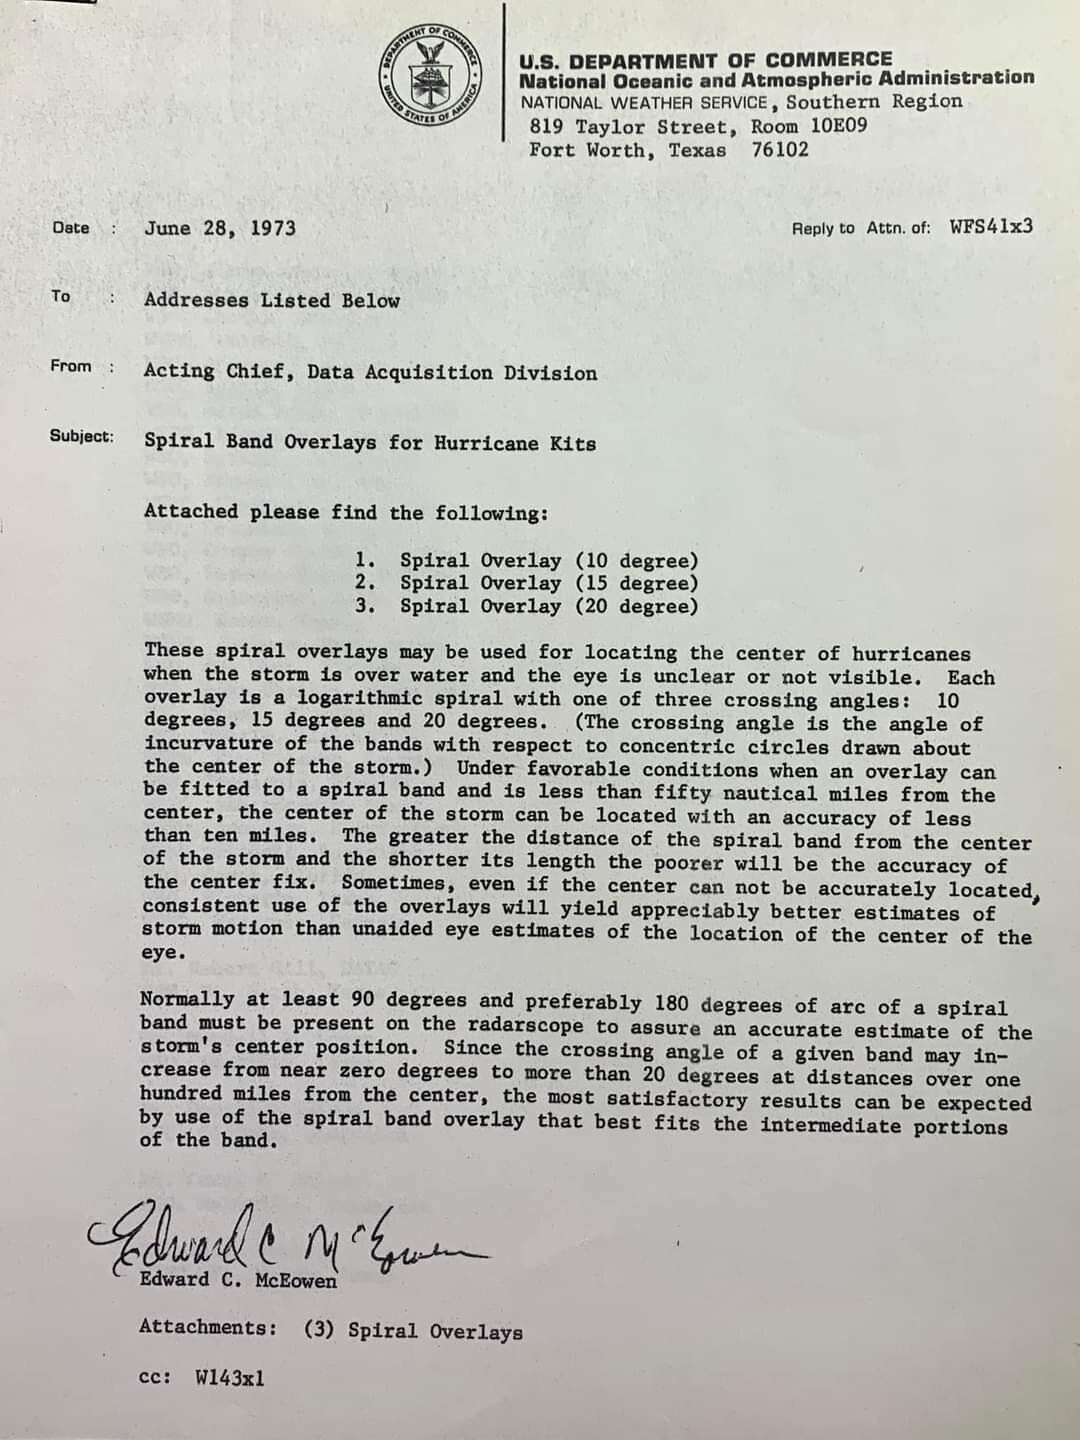 DEPARTMENT OF COMMERCE
UNITED STATES OF AMERICA
U.S. DEPARTMENT OF COMMERCE
National Oceanic and Atmospheric Administration
NATIONAL WEATHER SERVICE, Southern Region
819 Taylor Street, Room 10E09
Fort Worth, Texas 76102
Date : June 28, 1973 Reply to Attn. of: WFS41x3
To : Addresses Listed Below
From : Acting Chief, Data Acquisition Division
Subject: Spiral Band Overlays for Hurricane Kits
Attached please find the following:
1. Spiral Overlay (10 degree)
2. Spiral Overlay (15 degree)
3. Spiral Overlay (20 degree)
These spiral overlays may be used for locating the center of hurricanes
when the storm is over water and the eye is unclear or not visible. Each
overlay is a logarithmic spiral with one of three crossing angles: 10
degrees, 15 degrees and 20 degrees. (The crossing angle is the angle of
incurvature of the bands with respect to concentric circles drawn about
the center of the storm.) Under favorable conditions when an overlay can
be fitted to a spiral band and is less than fifty nautical miles from the
center, the center of the storm can be located with an accuracy of less
than ten miles. The greater the distance of the spiral band from the center
of the storm and the shorter its length the poorer will be the accuracy of
the center fix. Sometimes, even if the center can not be accurately located,
consistent use of the overlays will yield appreciably better estimates of
storm motion than unaided eye estimates of the location of the center of the
eye.
Normally at least 90 degrees and preferably 180 degrees of arc of a spiral
band must be present on the radarscope to assure an accurate estimate of the
storm's center position. Since the crossing angle of a given band may in-
crease from near zero degrees to more than 20 degrees at distances over one
hundred miles from the center, the most satisfactory results can be expected
by use of the spiral band overlay that best fits the intermediate portions
of the band.
Edward C McEowen
Edward C. McEowen
Attachments: (3) Spiral Overlays
cc: W143x1